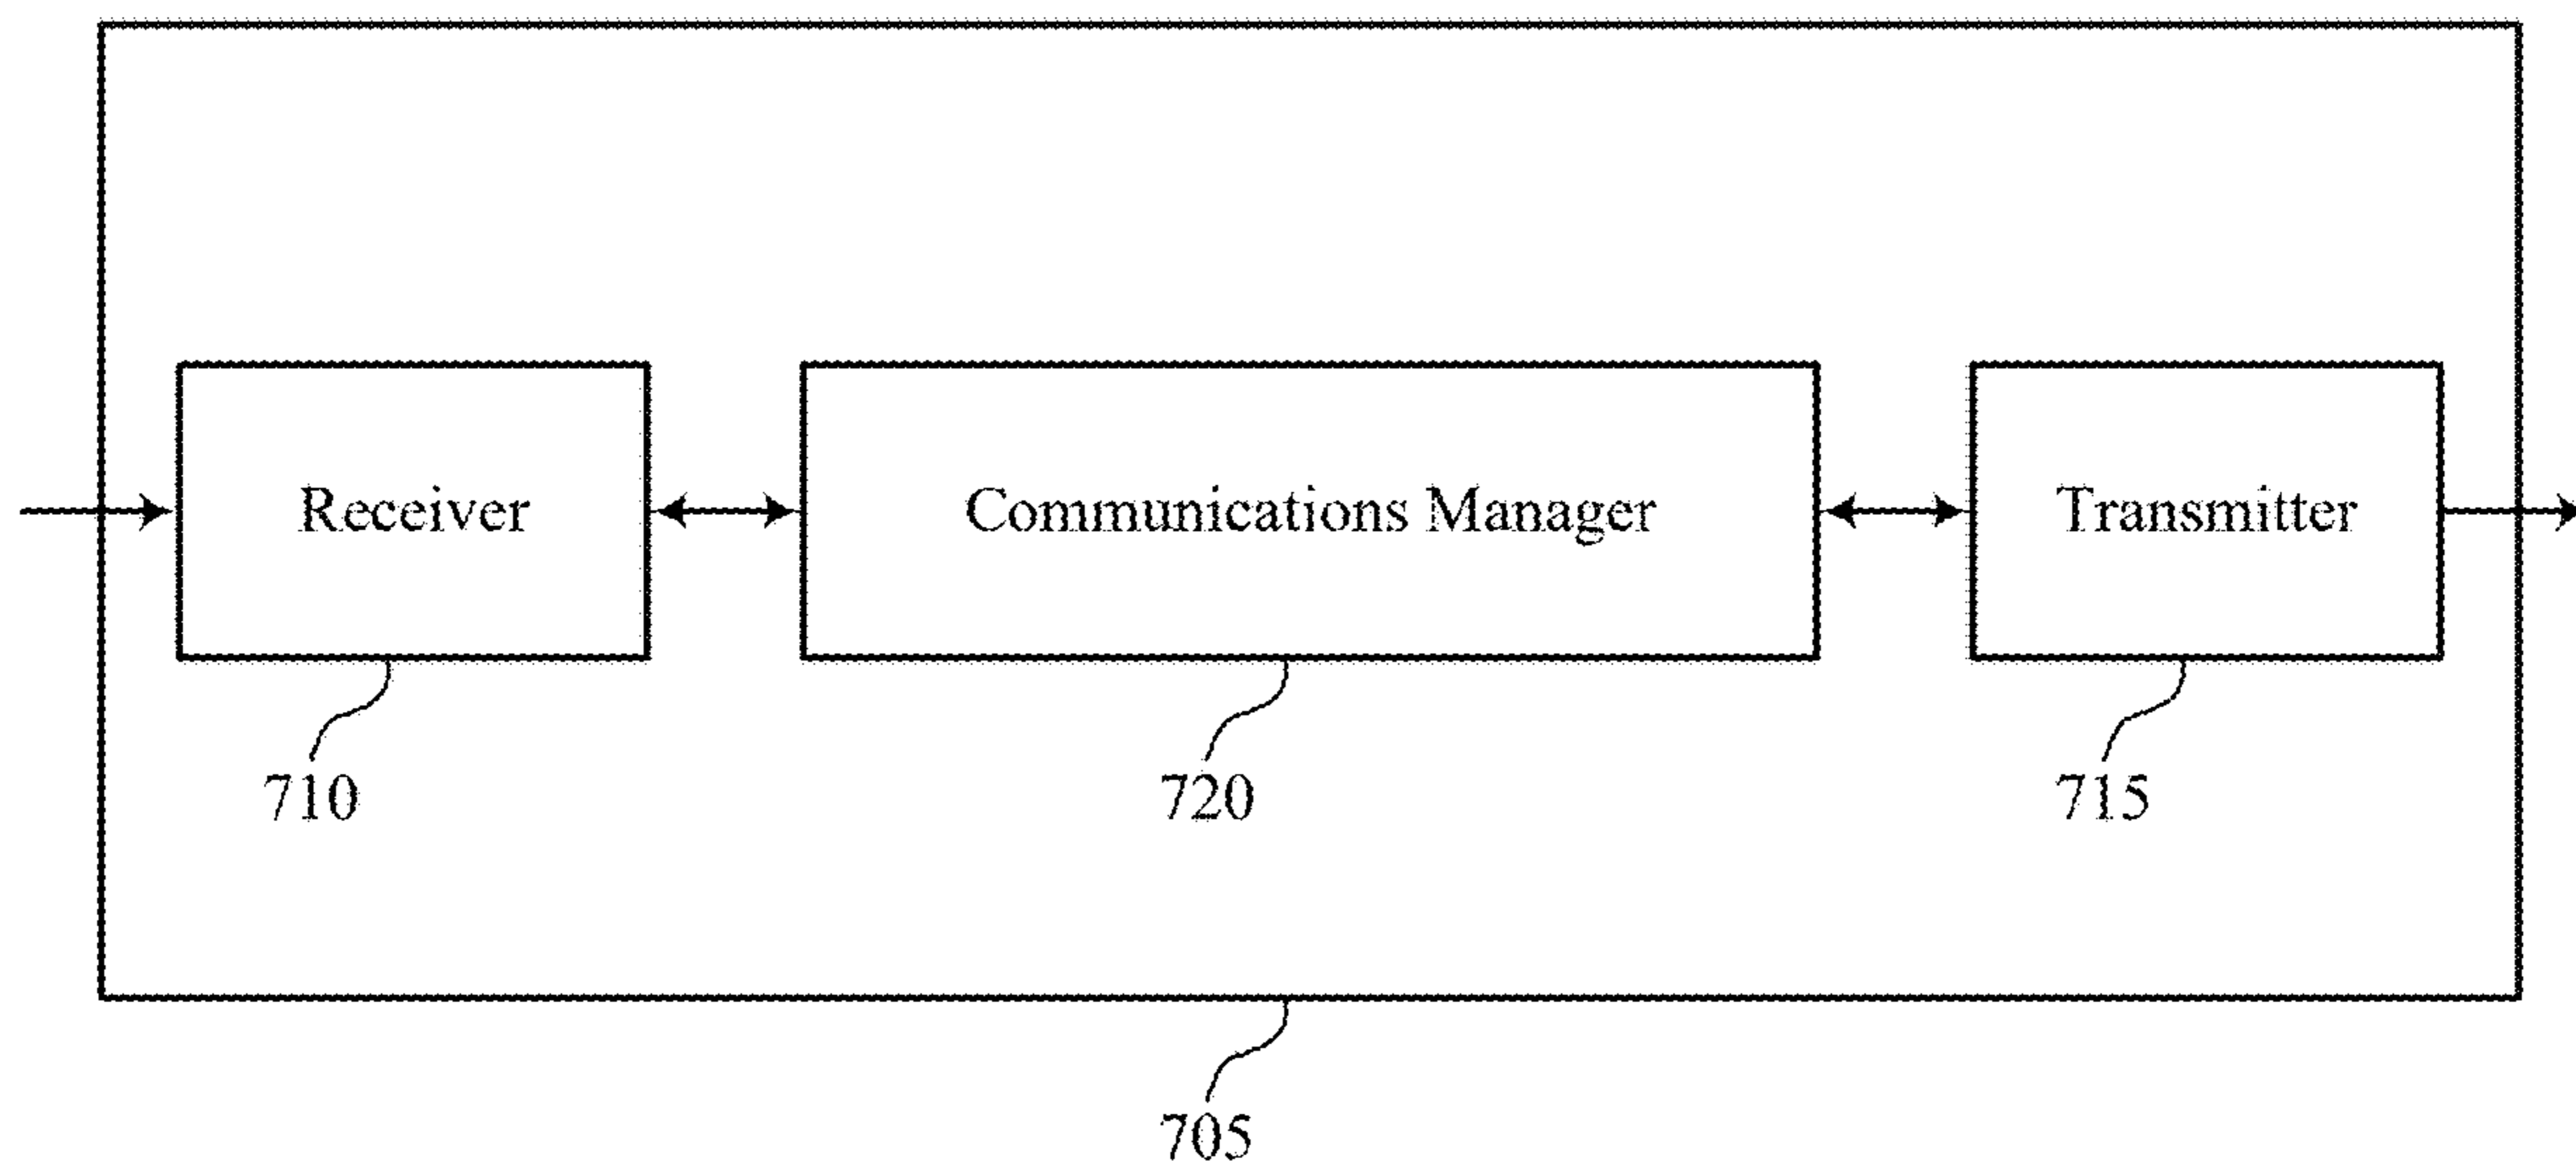 Receiver
Communications Manager
Transmitter
710
720
715
705